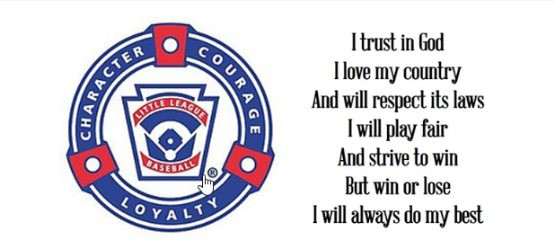 CHARACTER
COURAGE
LOYALTY
LITTLE LEAGUE
BASEBALL
®
I trust in God
I love my country
And will respect its laws
I will play fair
And strive to win
But win or lose
I will always do my best